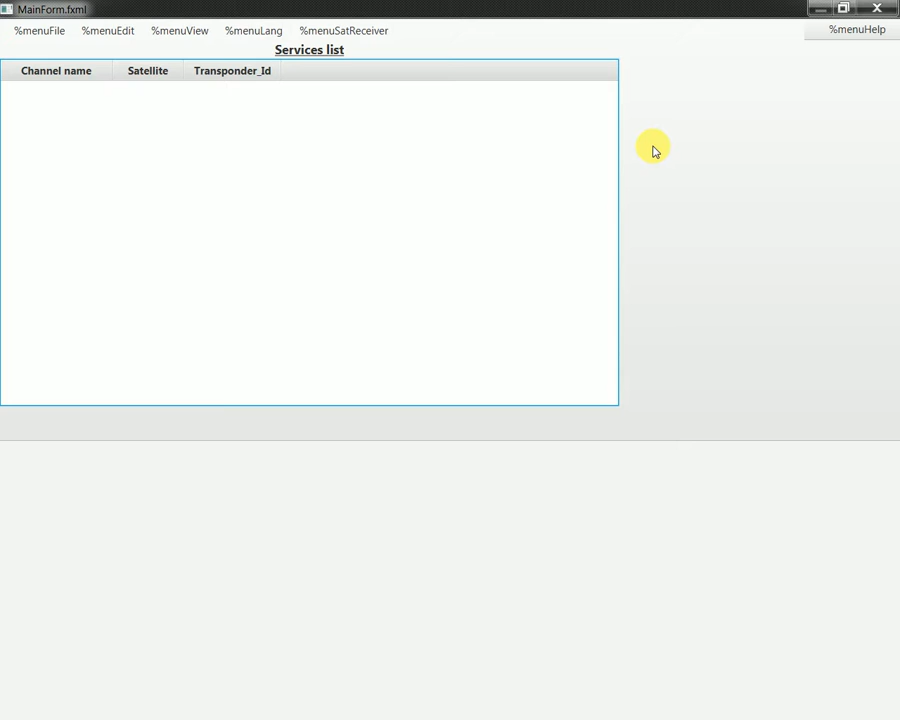 MainForm.fxml
%menuFile %menuEdit %menuView %menuLang %menuSatReceiver %menuHelp
Services list
Channel name Satellite Transponder_Id